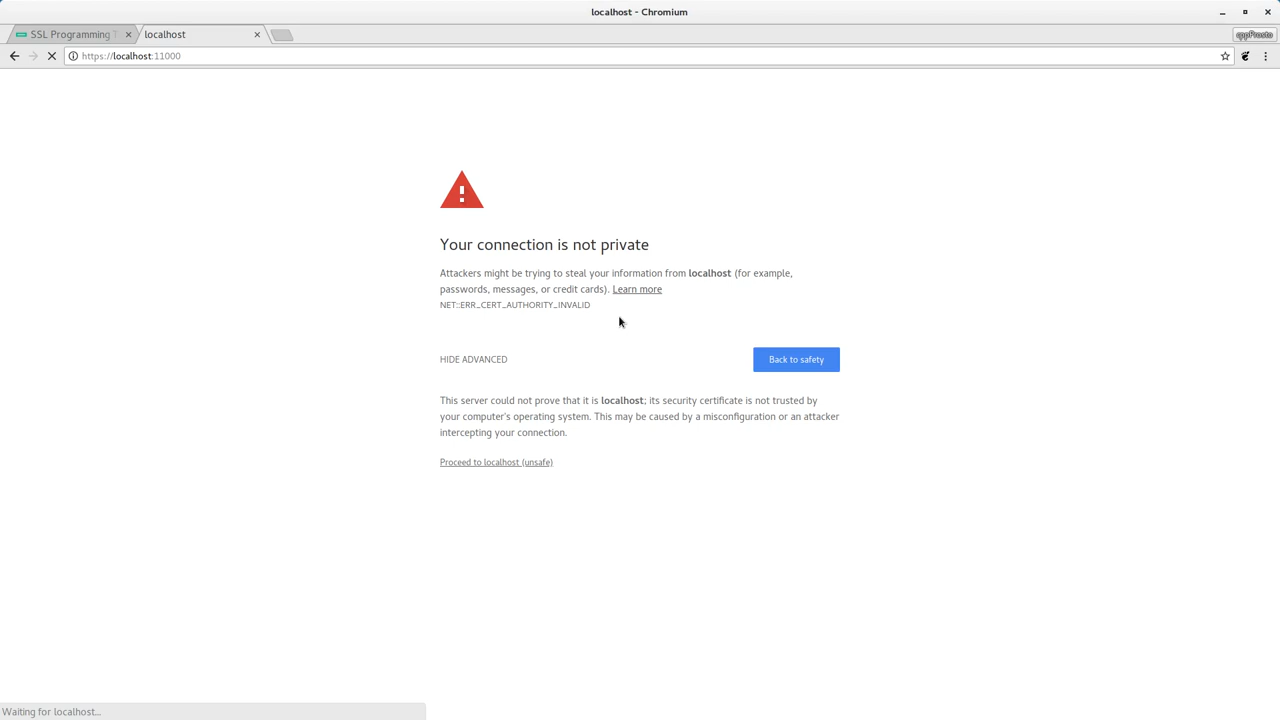 localhost - Chromium
SSL Programming T
localhost
cppProsto
https://localhost:11000
Your connection is not private
Attackers might be trying to steal your information from localhost (for example,
passwords, messages, or credit cards). Learn more
NET::ERR_CERT_AUTHORITY_INVALID
HIDE ADVANCED
Back to safety
This server could not prove that it is localhost; its security certificate is not trusted by
your computer's operating system. This may be caused by a misconfiguration or an attacker
intercepting your connection.
Proceed to localhost (unsafe)
Waiting for localhost...